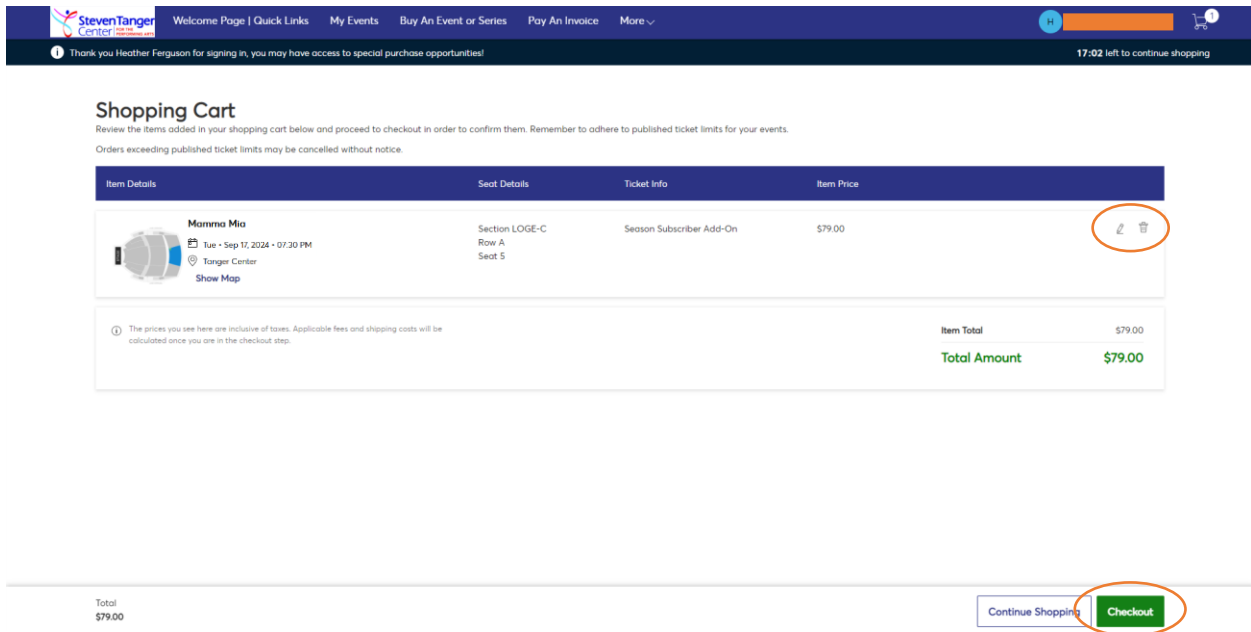 StevenTanger
Center FOR THE PERFORMING ARTS
Welcome Page | Quick Links
My Events
Buy An Event or Series
Pay An Invoice
More
H
1
Thank you Heather Ferguson for signing in, you may have access to special purchase opportunities!
17:02 left to continue shopping
Shopping Cart
Review the items added in your shopping cart below and proceed to checkout in order to confirm them. Remember to adhere to published ticket limits for your events.
Orders exceeding published ticket limits may be cancelled without notice.
Item Details
Seat Details
Ticket Info
Item Price
Mamma Mia
Tue • Sep 17, 2024 • 07:30 PM
Tanger Center
Show Map
Section LOGE-C
Row A
Seat 5
Season Subscriber Add-On
$79.00
The prices you see here are inclusive of taxes. Applicable fees and shipping costs will be
calculated once you are in the checkout step.
Item Total
$79.00
Total Amount
$79.00
Total
$79.00
Continue Shopping
Checkout